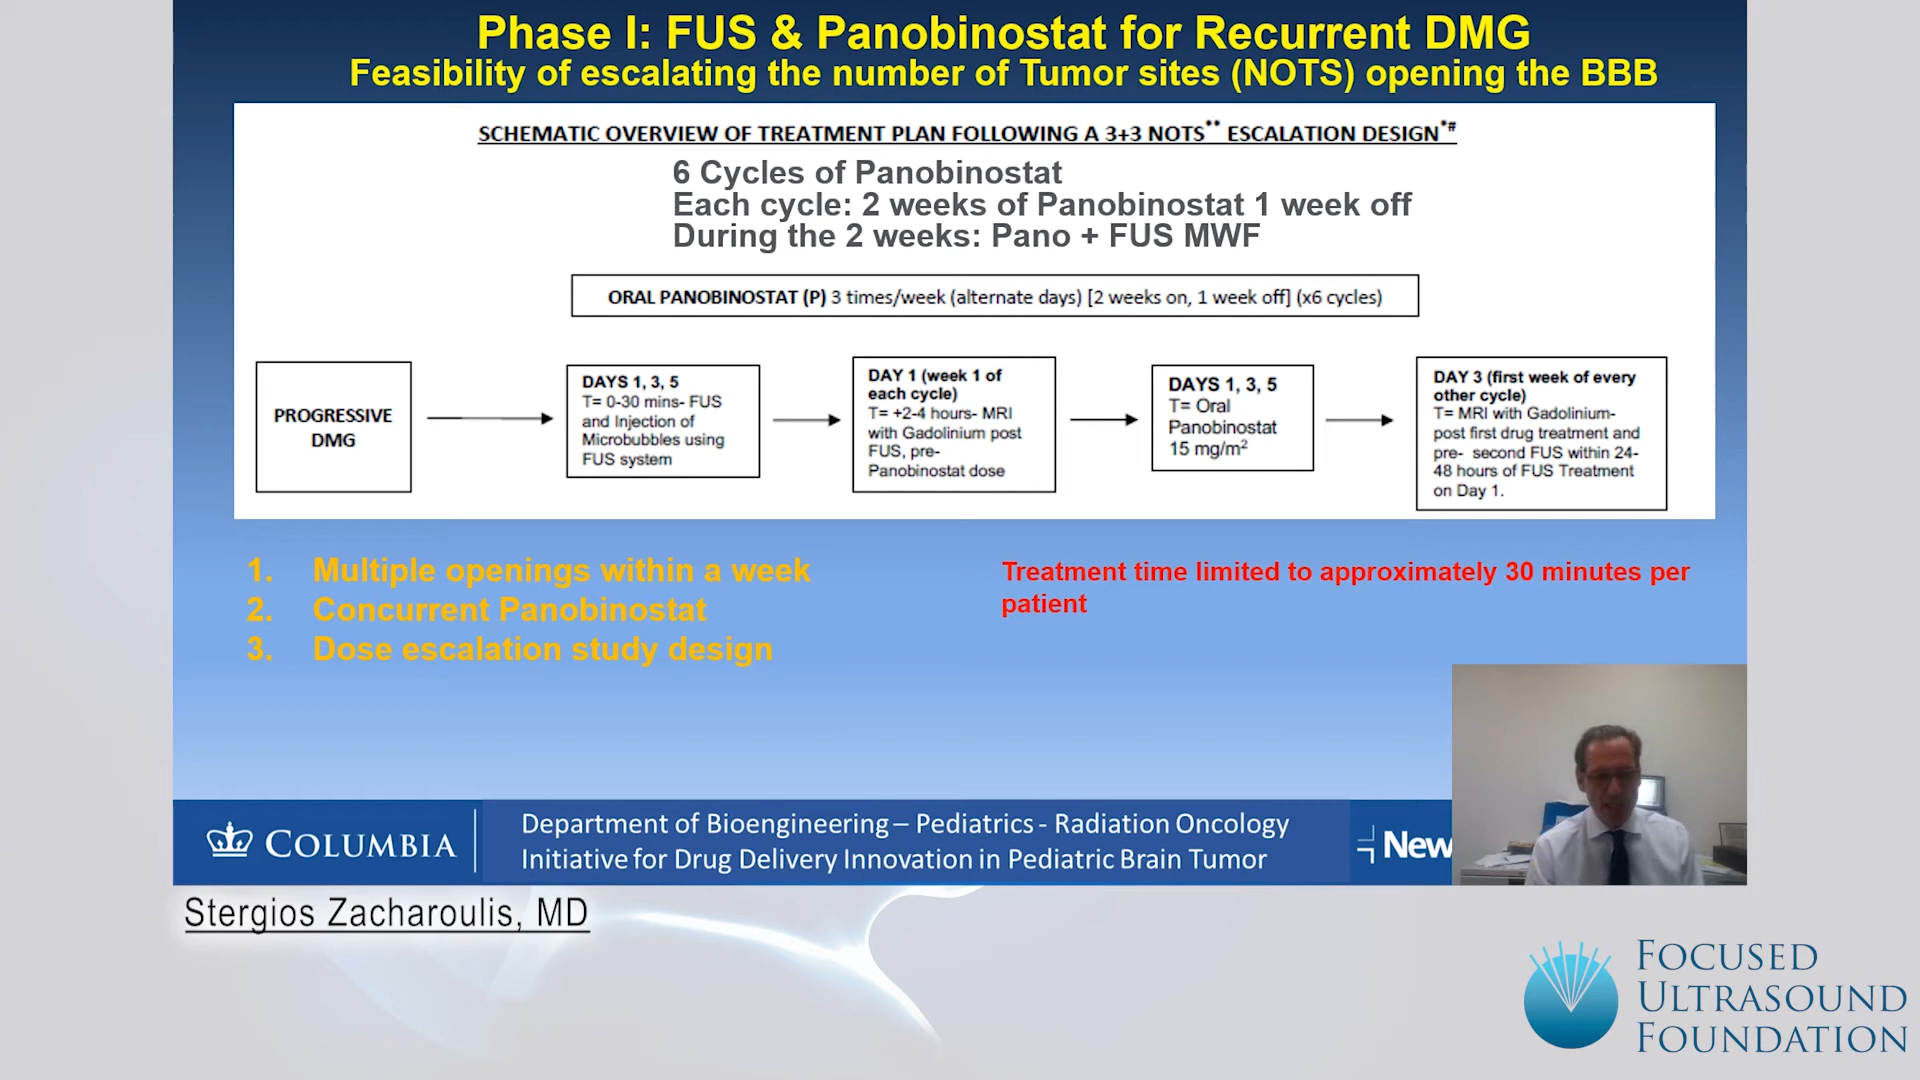 Phase I: FUS & Panobinostat for Recurrent DMG
Feasibility of escalating the number of Tumor sites (NOTS) opening the BBB
SCHEMATIC OVERVIEW OF TREATMENT PLAN FOLLOWING A 3+3 NOTS** ESCALATION DESIGN*#
6 Cycles of Panobinostat
Each cycle: 2 weeks of Panobinostat 1 week off
During the 2 weeks: Pano + FUS MWF
ORAL PANOBINOSTAT (P) 3 times/week (alternate days) [2 weeks on, 1 week off] (x6 cycles)
PROGRESSIVE
DMG
DAYS 1, 3, 5
T= 0-30 mins- FUS
and Injection of
Microbubbles using
FUS system
DAY 1 (week 1 of
each cycle)
T= +2-4 hours- MRI
with Gadolinium post
FUS, pre-
Panobinostat dose
DAYS 1, 3, 5
T= Oral
Panobinostat
15 mg/m²
DAY 3 (first week of every
other cycle)
T= MRI with Gadolinium-
post first drug treatment and
pre- second FUS within 24-
48 hours of FUS Treatment
on Day 1.
1. Multiple openings within a week
2. Concurrent Panobinostat
3. Dose escalation study design
Treatment time limited to approximately 30 minutes per
patient
COLUMBIA
Department of Bioengineering – Pediatrics - Radiation Oncology
Initiative for Drug Delivery Innovation in Pediatric Brain Tumor
New
Stergios Zacharoulis, MD
FOCUSED
ULTRASOUND
FOUNDATION